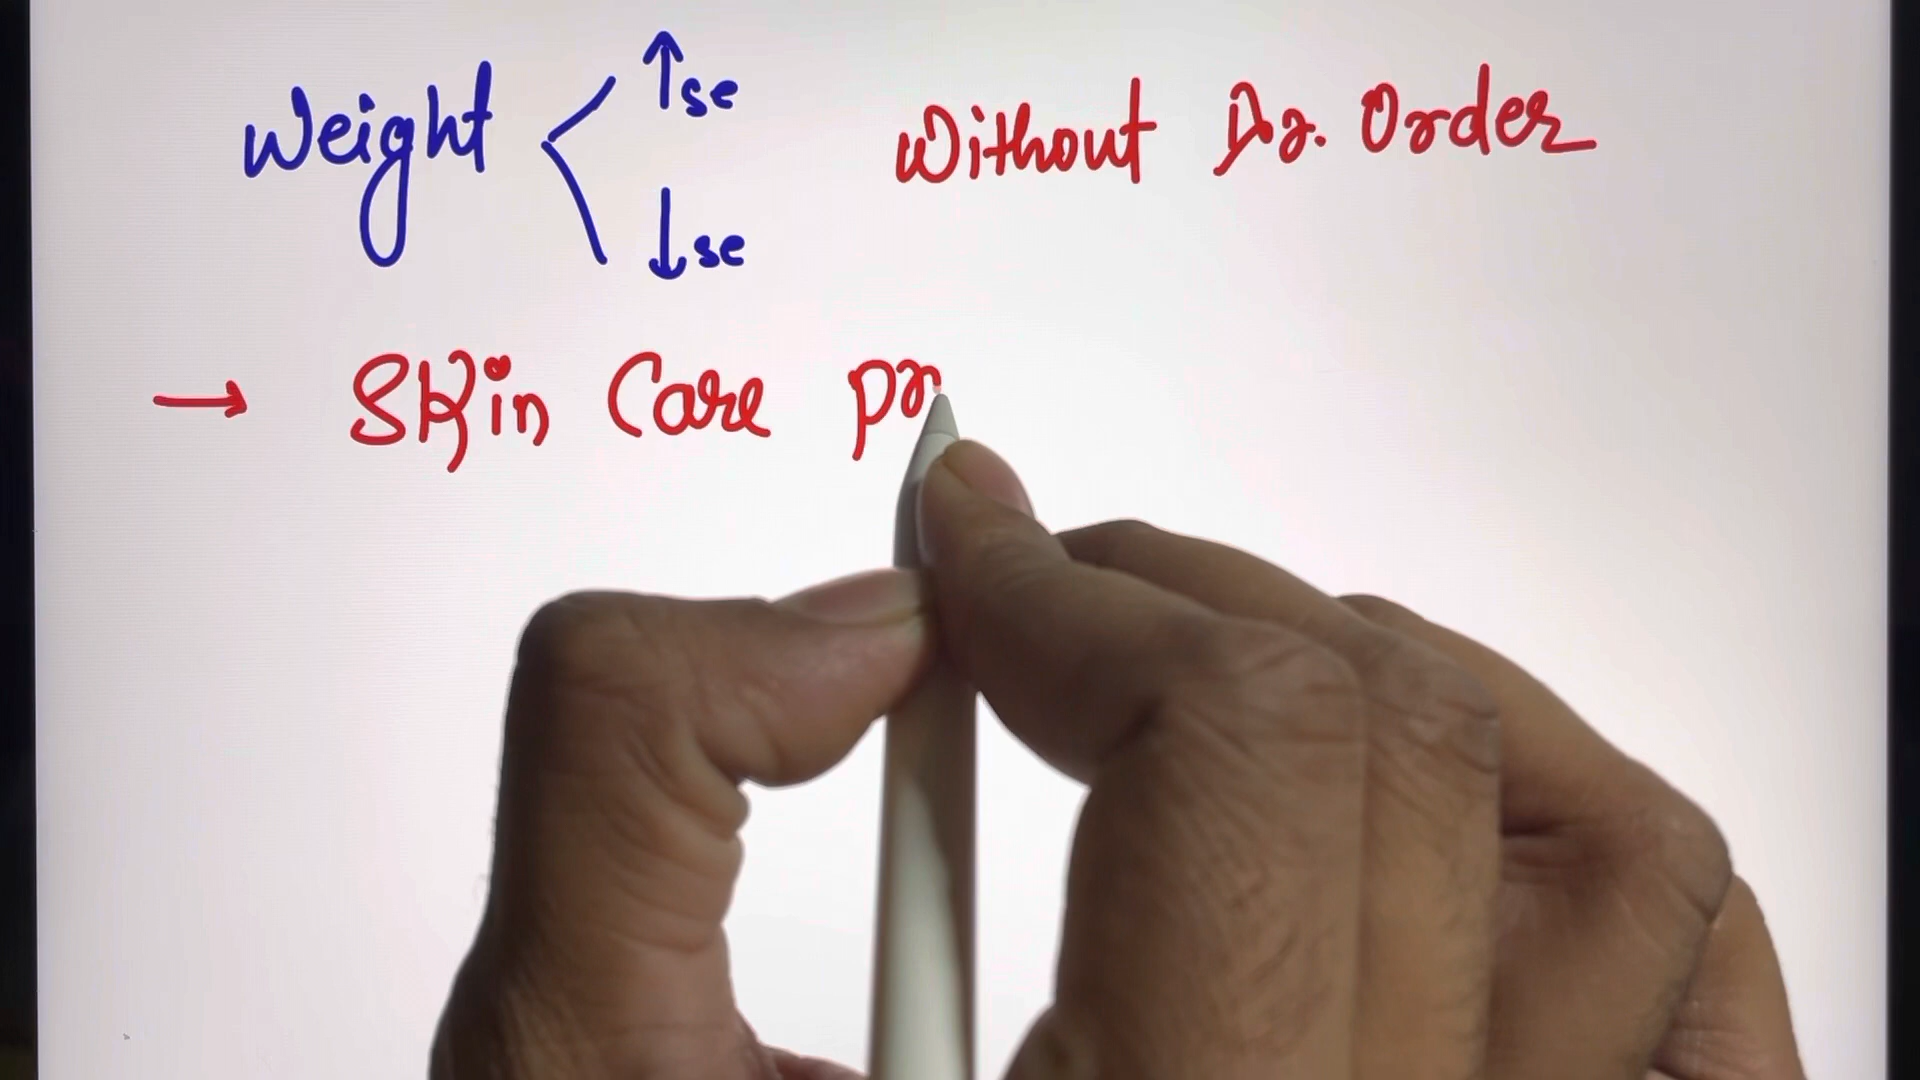 Weight < ↑se Without Dr. Order
↓se
→ Skin Care pr